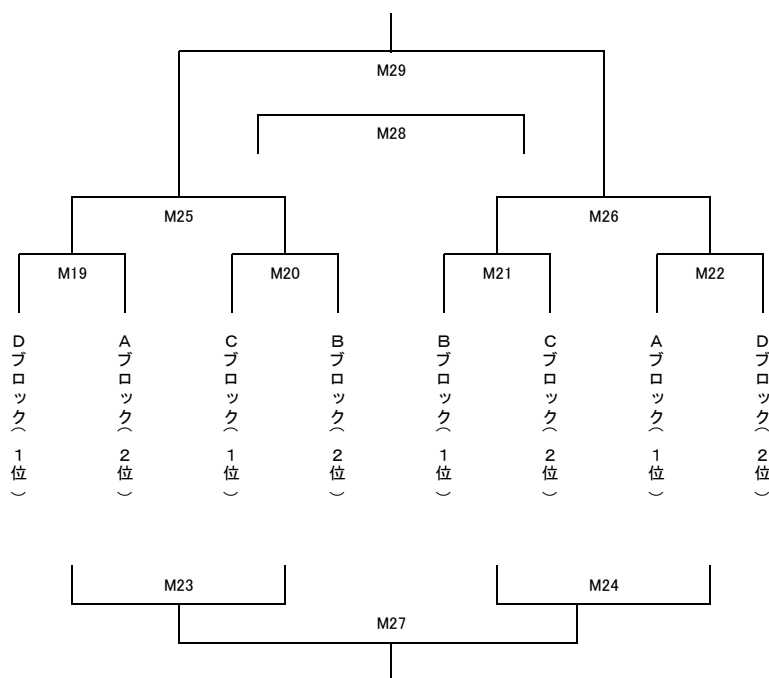 M29
M28
M25
M26
M19
M20
M21
M22
Dブロック(1位)
Aブロック(2位)
Cブロック(1位)
Bブロック(2位)
Bブロック(1位)
Cブロック(2位)
Aブロック(1位)
Dブロック(2位)
M23
M24
M27